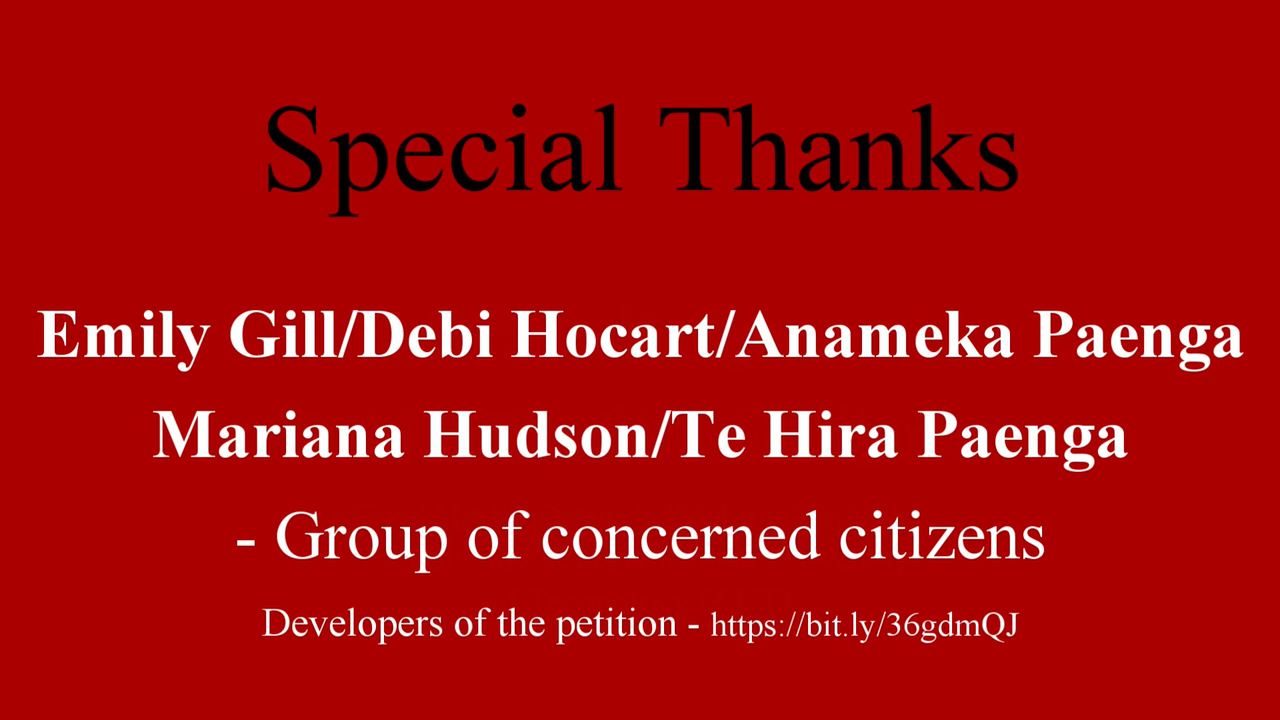 Special Thanks
Emily Gill/Debi Hocart/Anameka Paenga
Mariana Hudson/Te Hira Paenga
- Group of concerned citizens
Developers of the petition - https://bit.ly/36gdmQJ